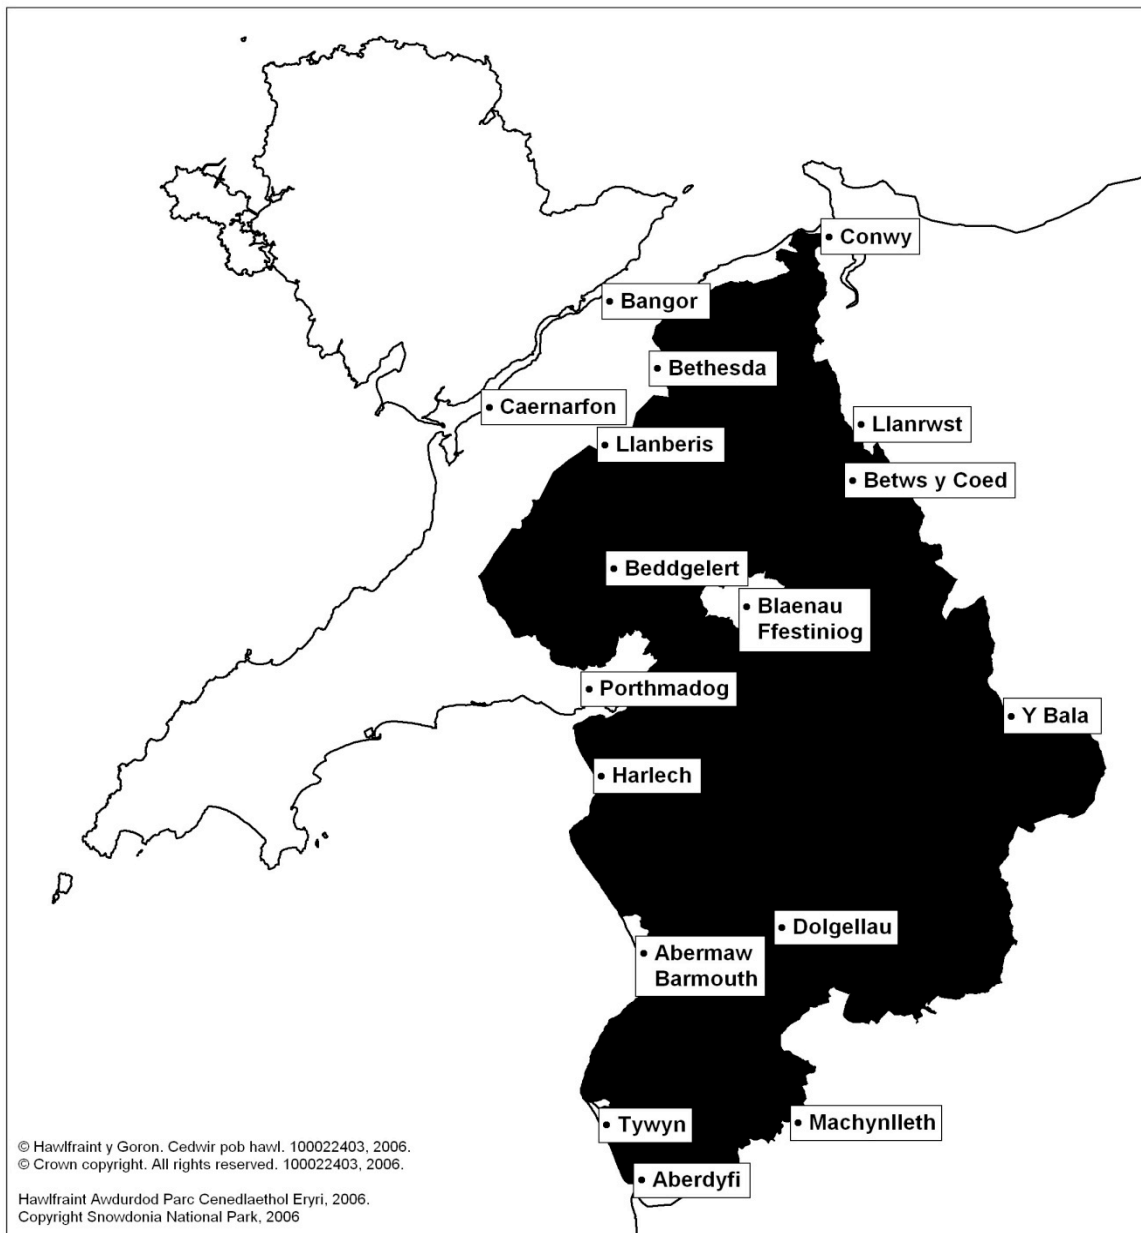 Conwy
Bangor
Bethesda
Caernarfon
Llanrwst
Llanberis
Betws y Coed
Beddgelert
Blaenau
Ffestiniog
Porthmadog
Y Bala
Harlech
Dolgellau
Abermaw
Barmouth
Tywyn
Machynlleth
Aberdyfi
© Hawlfraint y Goron. Cedwir pob hawl. 100022403, 2006.
© Crown copyright. All rights reserved. 100022403, 2006.
Hawlfraint Awdurdod Parc Cenedlaethol Eryri, 2006.
Copyright Snowdonia National Park, 2006